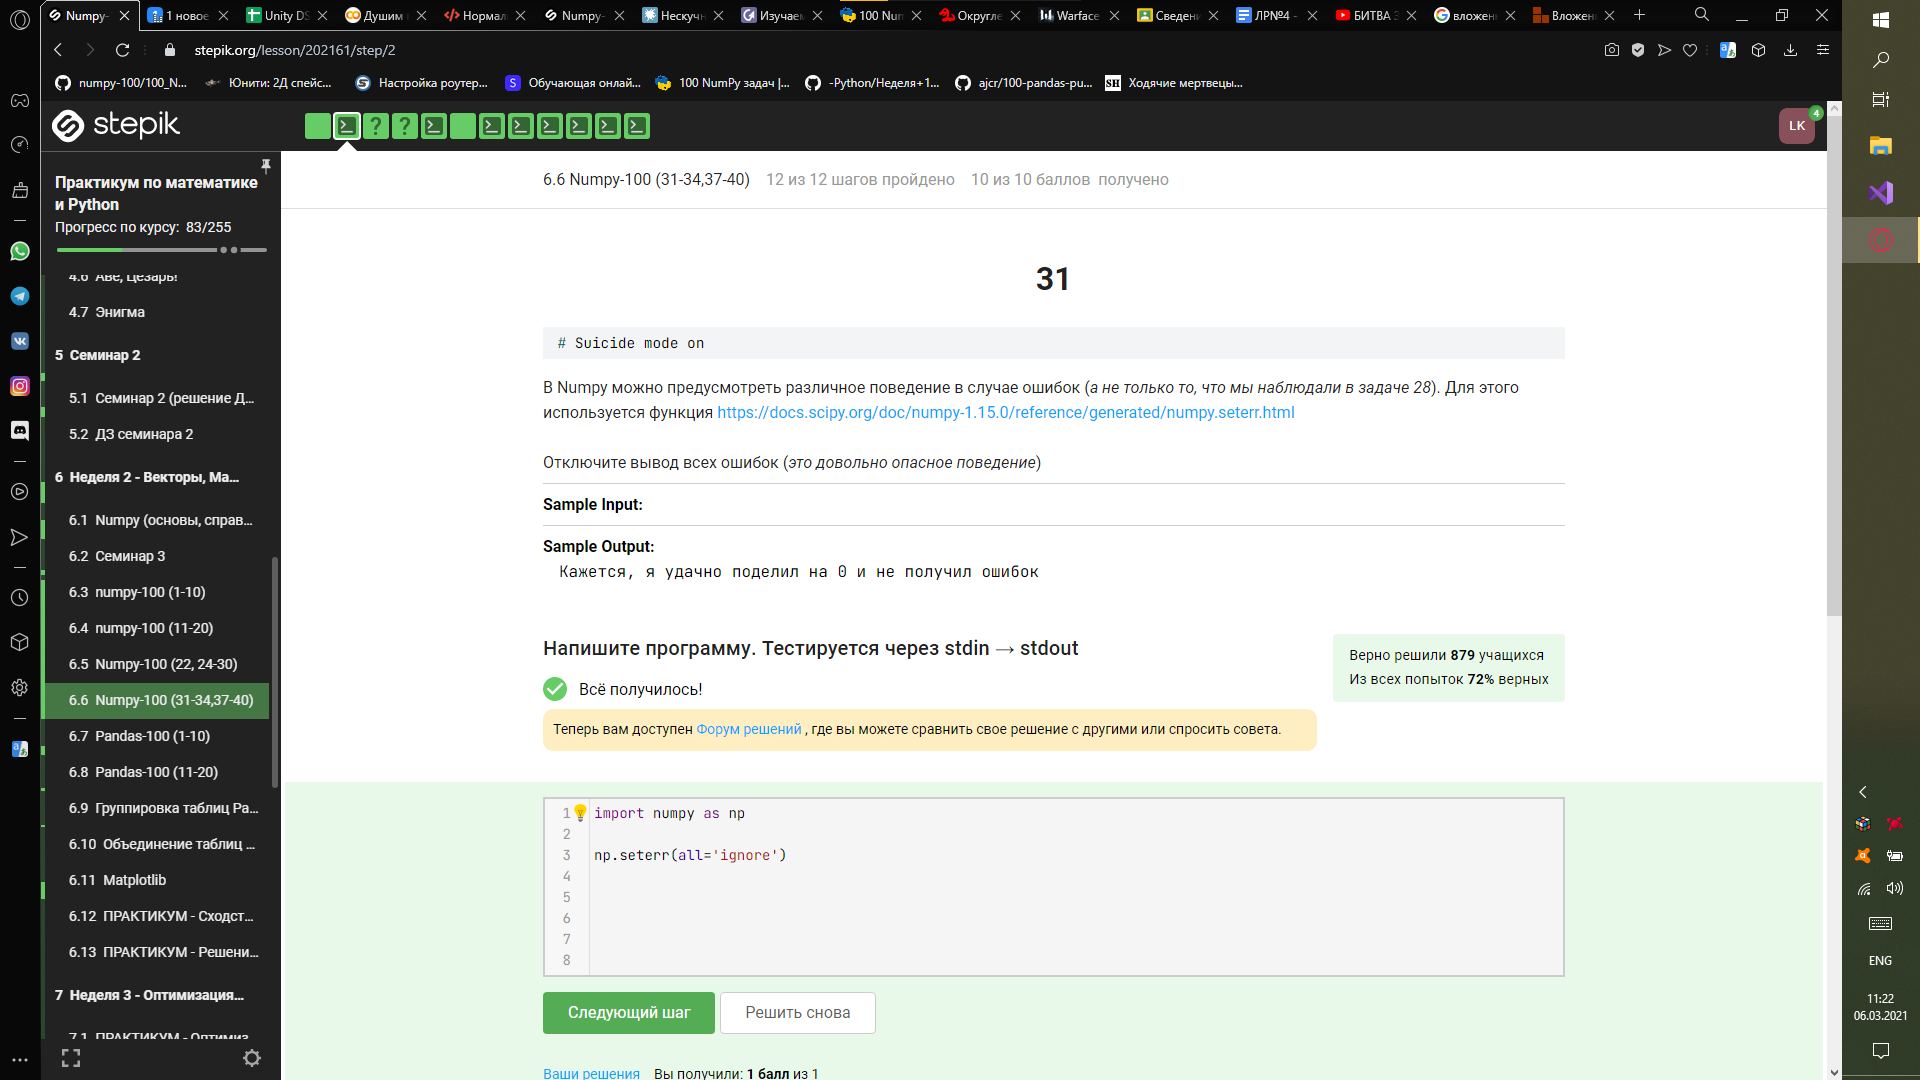 Numpy-
1 новое
Unity DS
Душим
Нормал
Numpy-
Нескуч
Изучаем
100 Num
Округле
Warface
Сведени
ЛР№4 -
БИТВА З
вложен
Вложен
stepik.org/lesson/202161/step/2
numpy-100/100_N...
Юнити: 2Д спейс...
Настройка роутер...
Обучающая онлай...
100 NumPy задач |...
-Python/Неделя+1...
ajcr/100-pandas-pu...
SH Ходячие мертвецы...
stepik
LK
4
Практикум по математике
и Python
Прогресс по курсу: 83/255
4.6 Аве, Цезарь!
4.7 Энигма
5 Семинар 2
5.1 Семинар 2 (решение Д...
5.2 ДЗ семинара 2
6 Неделя 2 - Векторы, Ма...
6.1 Numpy (основы, справ...
6.2 Семинар 3
6.3 numpy-100 (1-10)
6.4 numpy-100 (11-20)
6.5 Numpy-100 (22, 24-30)
6.6 Numpy-100 (31-34,37-40)
6.7 Pandas-100 (1-10)
6.8 Pandas-100 (11-20)
6.9 Группировка таблиц Pa...
6.10 Объединение таблиц ...
6.11 Matplotlib
6.12 ПРАКТИКУМ - Сходст...
6.13 ПРАКТИКУМ - Решени...
7 Неделя 3 - Оптимизация...
7.1 ПРАКТИКУМ - Оптимиз...
6.6 Numpy-100 (31-34,37-40) 12 из 12 шагов пройдено 10 из 10 баллов получено
31
# Suicide mode on
В Numpy можно предусмотреть различное поведение в случае ошибок (а не только то, что мы наблюдали в задаче 28). Для этого
используется функция https://docs.scipy.org/doc/numpy-1.15.0/reference/generated/numpy.seterr.html
Отключите вывод всех ошибок (это довольно опасное поведение)
Sample Input:
Sample Output:
Кажется, я удачно поделил на 0 и не получил ошибок
Напишите программу. Тестируется через stdin → stdout
Верно решили 879 учащихся
Из всех попыток 72% верных
Всё получилось!
Теперь вам доступен Форум решений , где вы можете сравнить свое решение с другими или спросить совета.
1 import numpy as np
2
3 np.seterr(all='ignore')
4
5
6
7
8
Следующий шаг
Решить снова
Ваши решения Вы получили: 1 балл из 1
ENG
11:22
06.03.2021